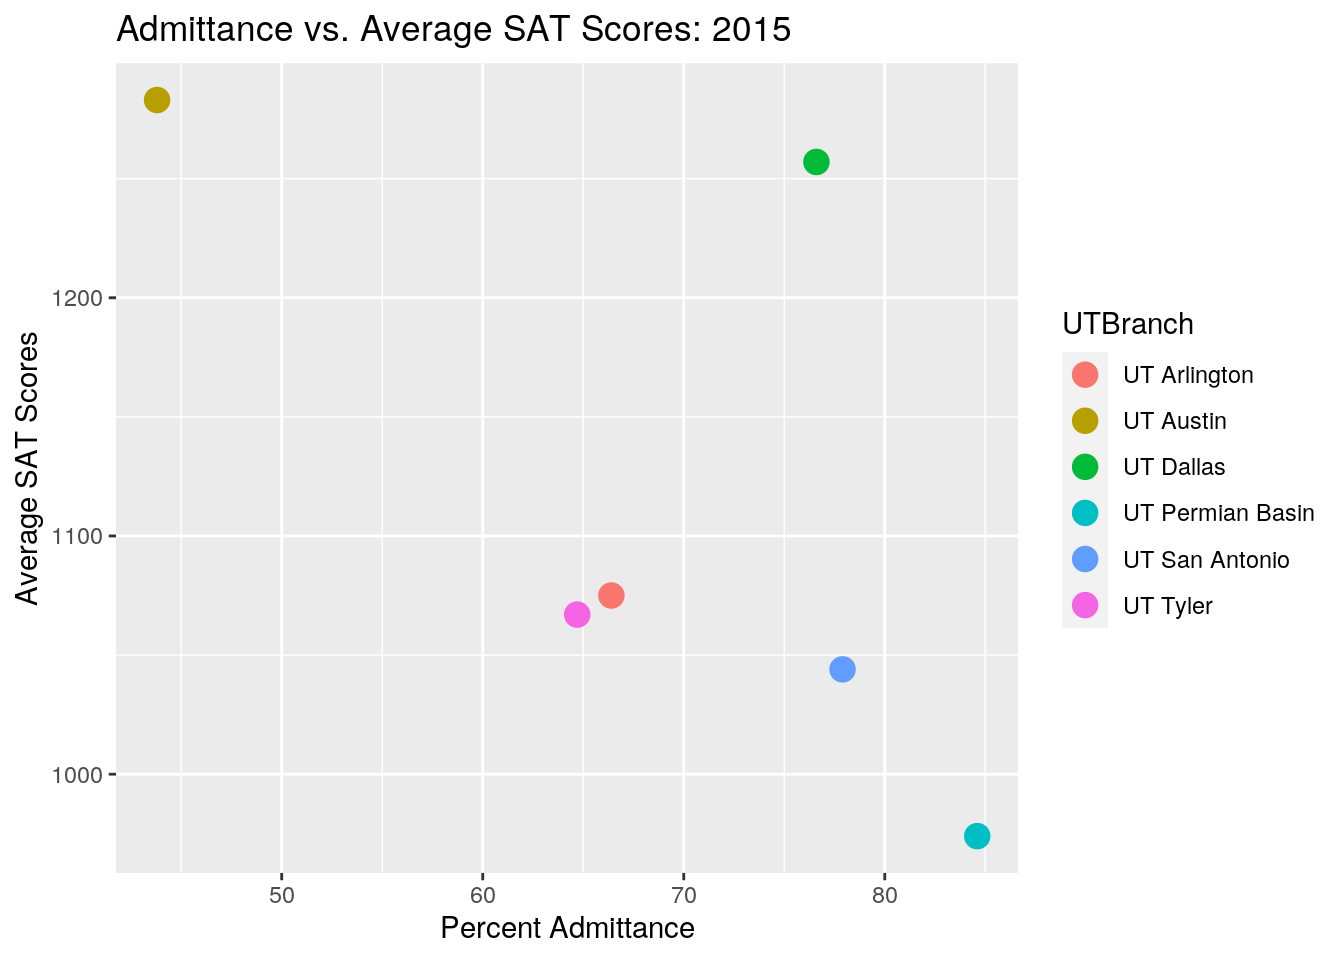 Admittance vs. Average SAT Scores: 2015
Average SAT Scores
1200
1100
1000
50 60 70 80
Percent Admittance
UTBranch
UT Arlington
UT Austin
UT Dallas
UT Permian Basin
UT San Antonio
UT Tyler